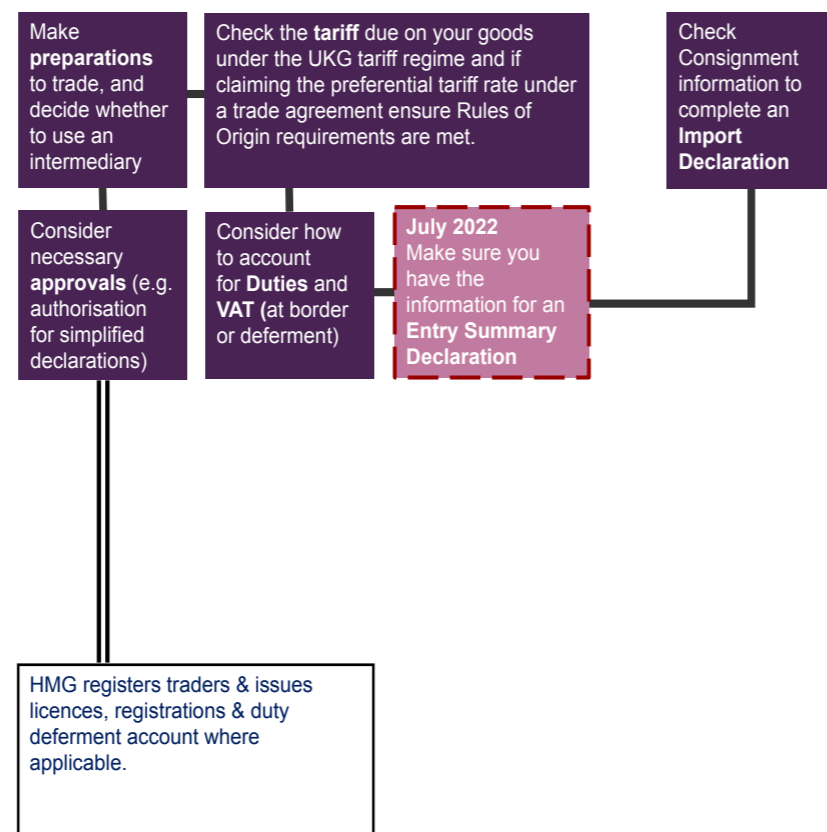 Make
preparations
to trade, and
decide whether
to use an
intermediary
Check the tariff due on your goods
under the UKG tariff regime and if
claiming the preferential tariff rate under
a trade agreement ensure Rules of
Origin requirements are met.
Check
Consignment
information to
complete an
Import
Declaration
Consider
necessary
approvals (e.g.
authorisation
for simplified
declarations)
Consider how
to account
for Duties and
VAT (at border
or deferment)
July 2022
Make sure you
have the
information for an
Entry Summary
Declaration
HMG registers traders & issues
licences, registrations & duty
deferment account where
applicable.